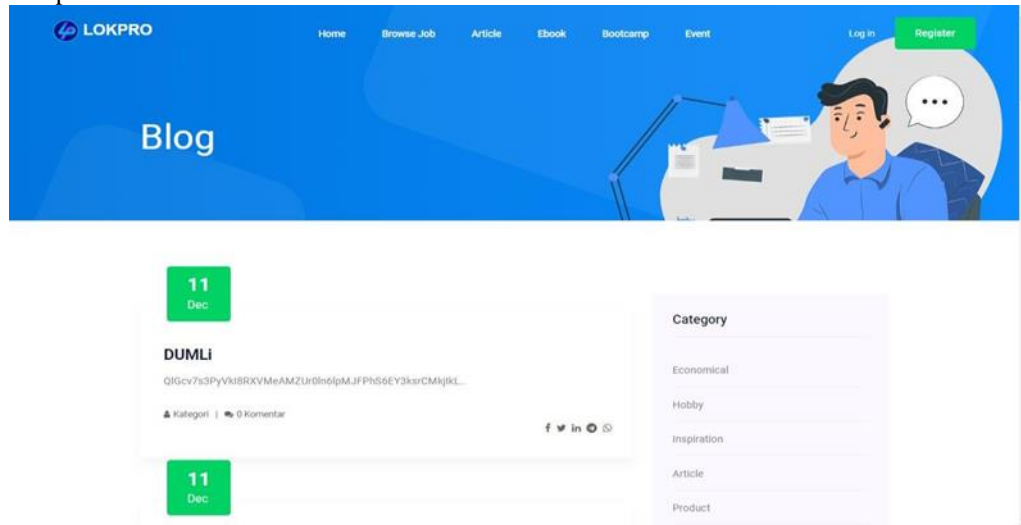 LOKPRO
Home Browse Job Article Ebook Bootcamp Event
Log in Register
Blog
11
Dec
DUMLi
Kategori | 0 Komentar
11
Dec
Category
Economical
Hobby
Inspiration
Article
Product